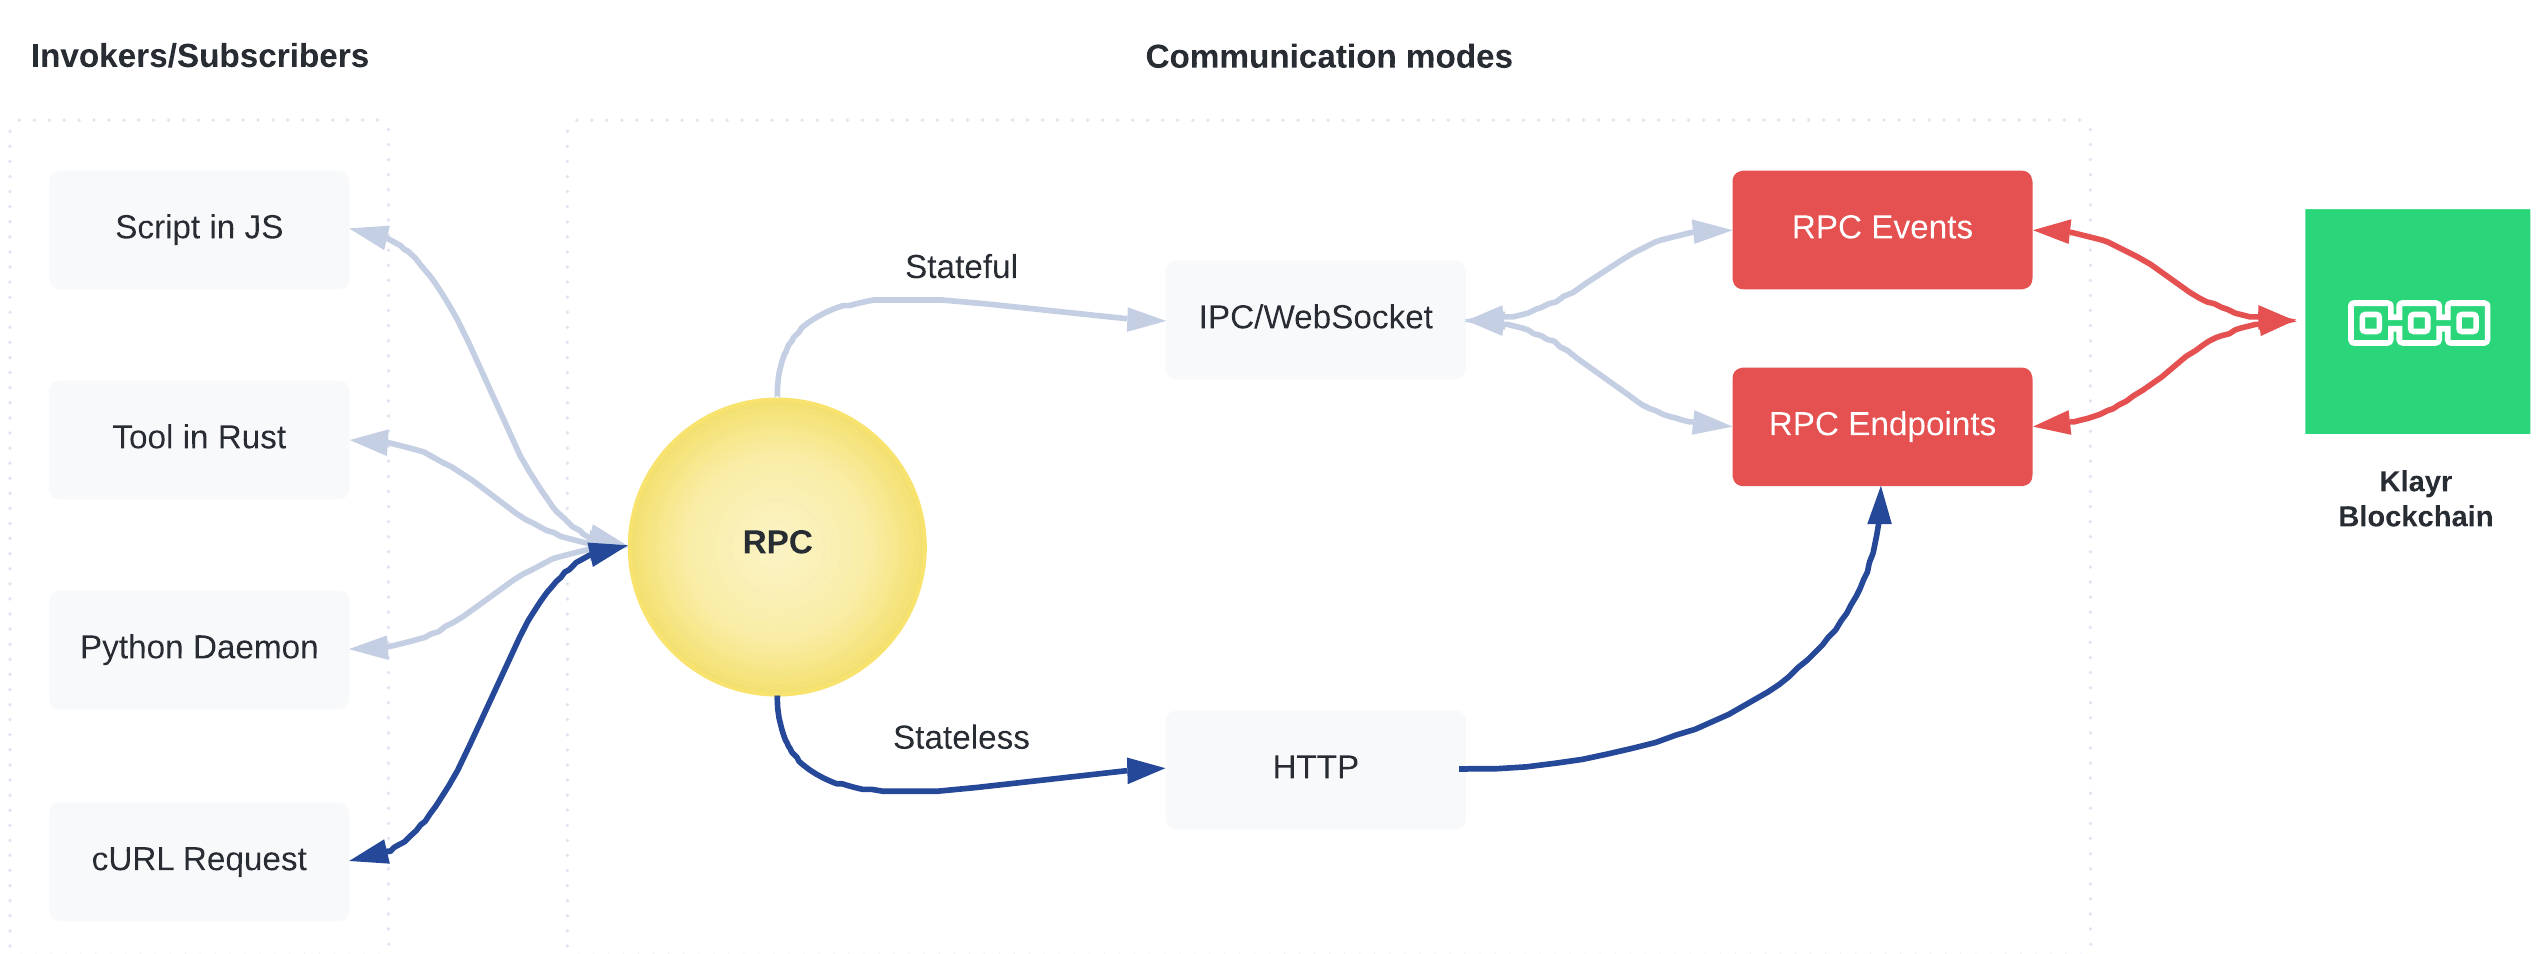 Invokers/Subscribers
Communication modes
Script in JS
Tool in Rust
Python Daemon
cURL Request
RPC
Stateful
Stateless
IPC/WebSocket
HTTP
RPC Events
RPC Endpoints
Klayr
Blockchain